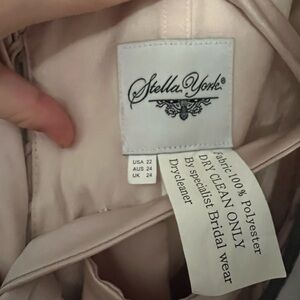 Stella York®
USA 22
AUS 24
UK 24
Fabric 100% Polyester
DRY CLEAN ONLY
By specialist Bridal wear
Drycleaner